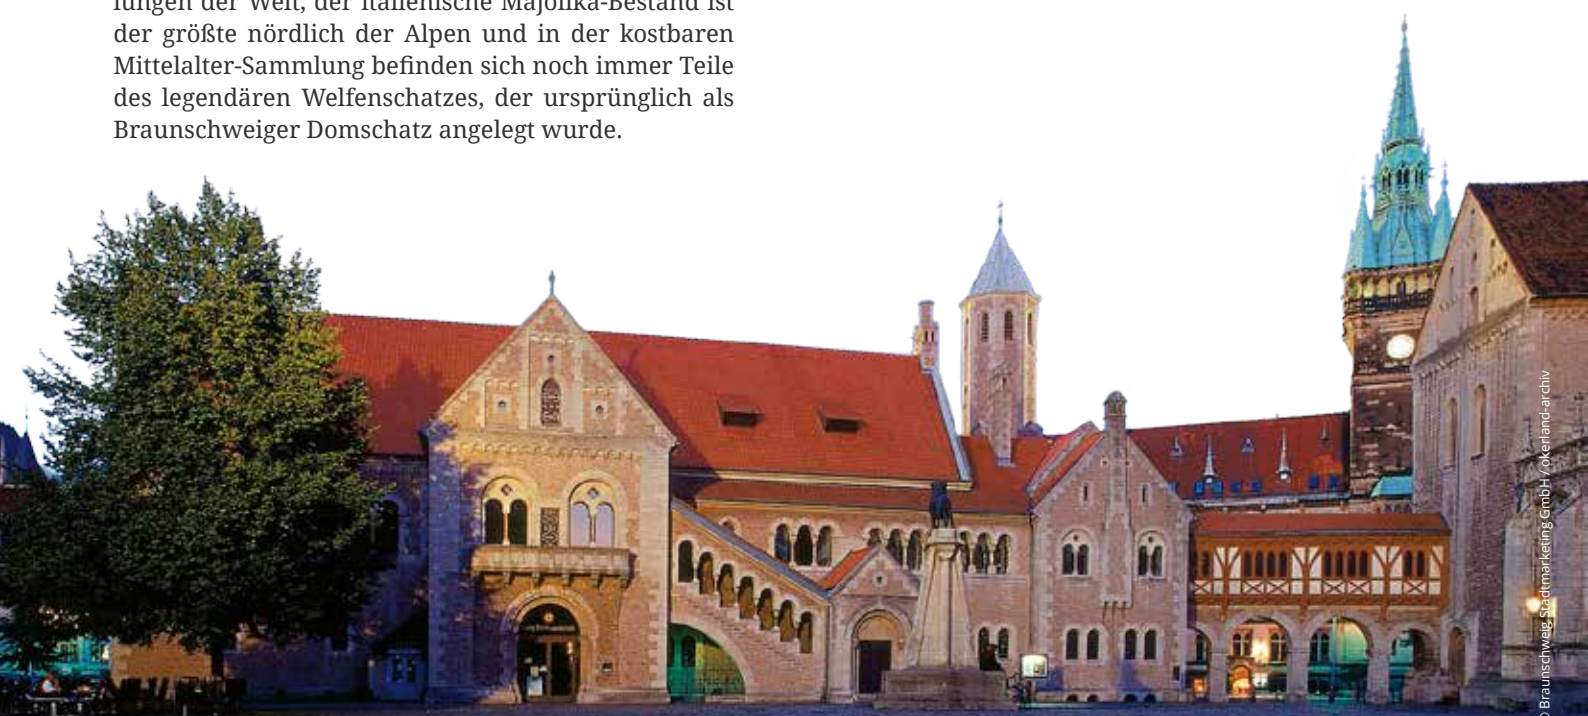 lungen der Welt, der italienische Majolika-Bestand ist
der größte nördlich der Alpen und in der kostbaren
Mittelalter-Sammlung befinden sich noch immer Teile
des legendären Welfenschatzes, der ursprünglich als
Braunschweiger Domschatz angelegt wurde.
© Braunschweig Stadtmarketing GmbH / okerland-archiv